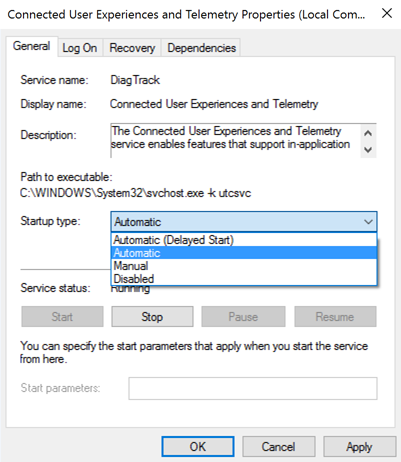 Connected User Experiences and Telemetry Properties (Local Com...
General Log On Recovery Dependencies
Service name: DiagTrack
Display name: Connected User Experiences and Telemetry
Description: The Connected User Experiences and Telemetry
service enables features that support in-application
Path to executable:
C:\WINDOWS\System32\svchost.exe -k utcsvc
Startup type: Automatic
Automatic (Delayed Start)
Automatic
Manual
Disabled
Service status: Running
Start Stop Pause Resume
You can specify the start parameters that apply when you start the service
from here.
Start parameters:
OK Cancel Apply